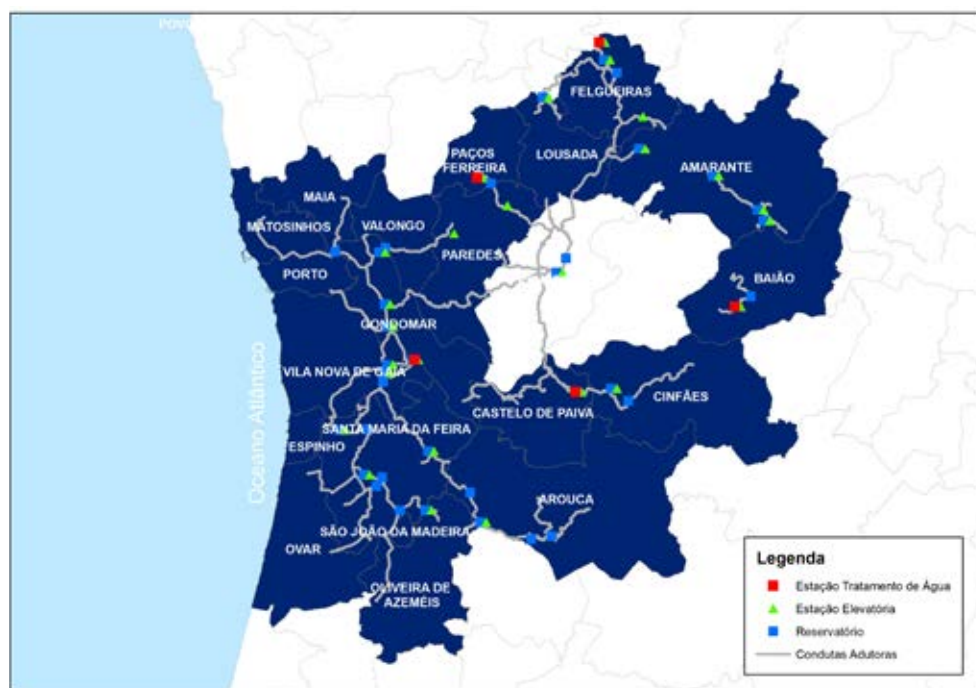 POVO
FELGUEIRAS
PAÇOS
FERREIRA
LOUSADA
AMARANTE
MAIA
MATOSINHOS
VALONGO
PAREDES
PORTO
BAIÃO
GONDOMAR
VILA NOVA DE GAIA
CASTELO DE PAIVA
CINFÃES
Oceano Atlântico
SANTA MARIA DA FEIRA
ESPINHO
AROUCA
SÃO JOÃO DA MADEIRA
OVAR
OLIVEIRA DE
AZEMÉIS
Legenda
Estação Tratamento de Água
Estação Elevatória
Reservatório
Condutas Adutoras